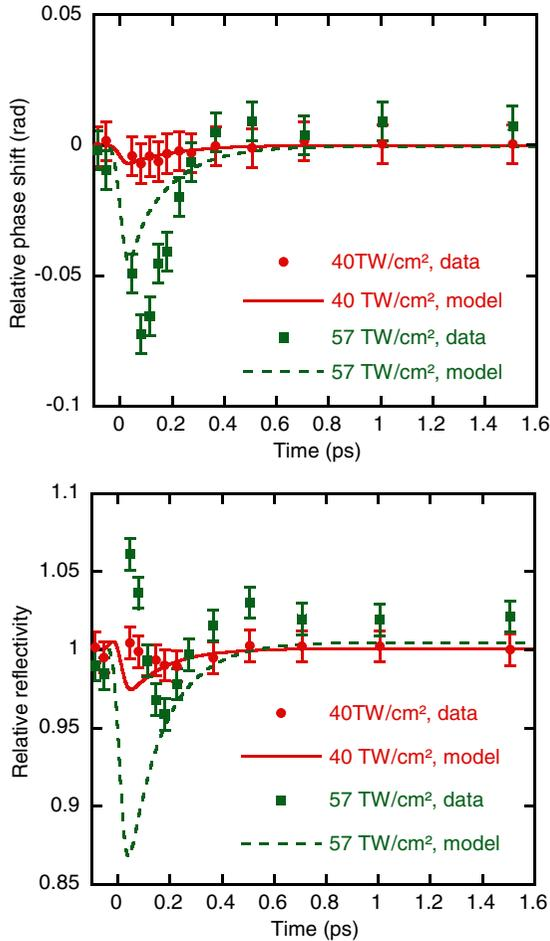 0.05
0
-0.05
-0.1
Relative phase shift (rad)
40TW/cm², data
40 TW/cm², model
57 TW/cm², data
57 TW/cm², model
0 0.2 0.4 0.6 0.8 1 1.2 1.4 1.6
Time (ps)
1.1
1.05
1
0.95
0.9
0.85
Relative reflectivity
40TW/cm², data
40 TW/cm², model
57 TW/cm², data
57 TW/cm², model
0 0.2 0.4 0.6 0.8 1 1.2 1.4 1.6
Time (ps)